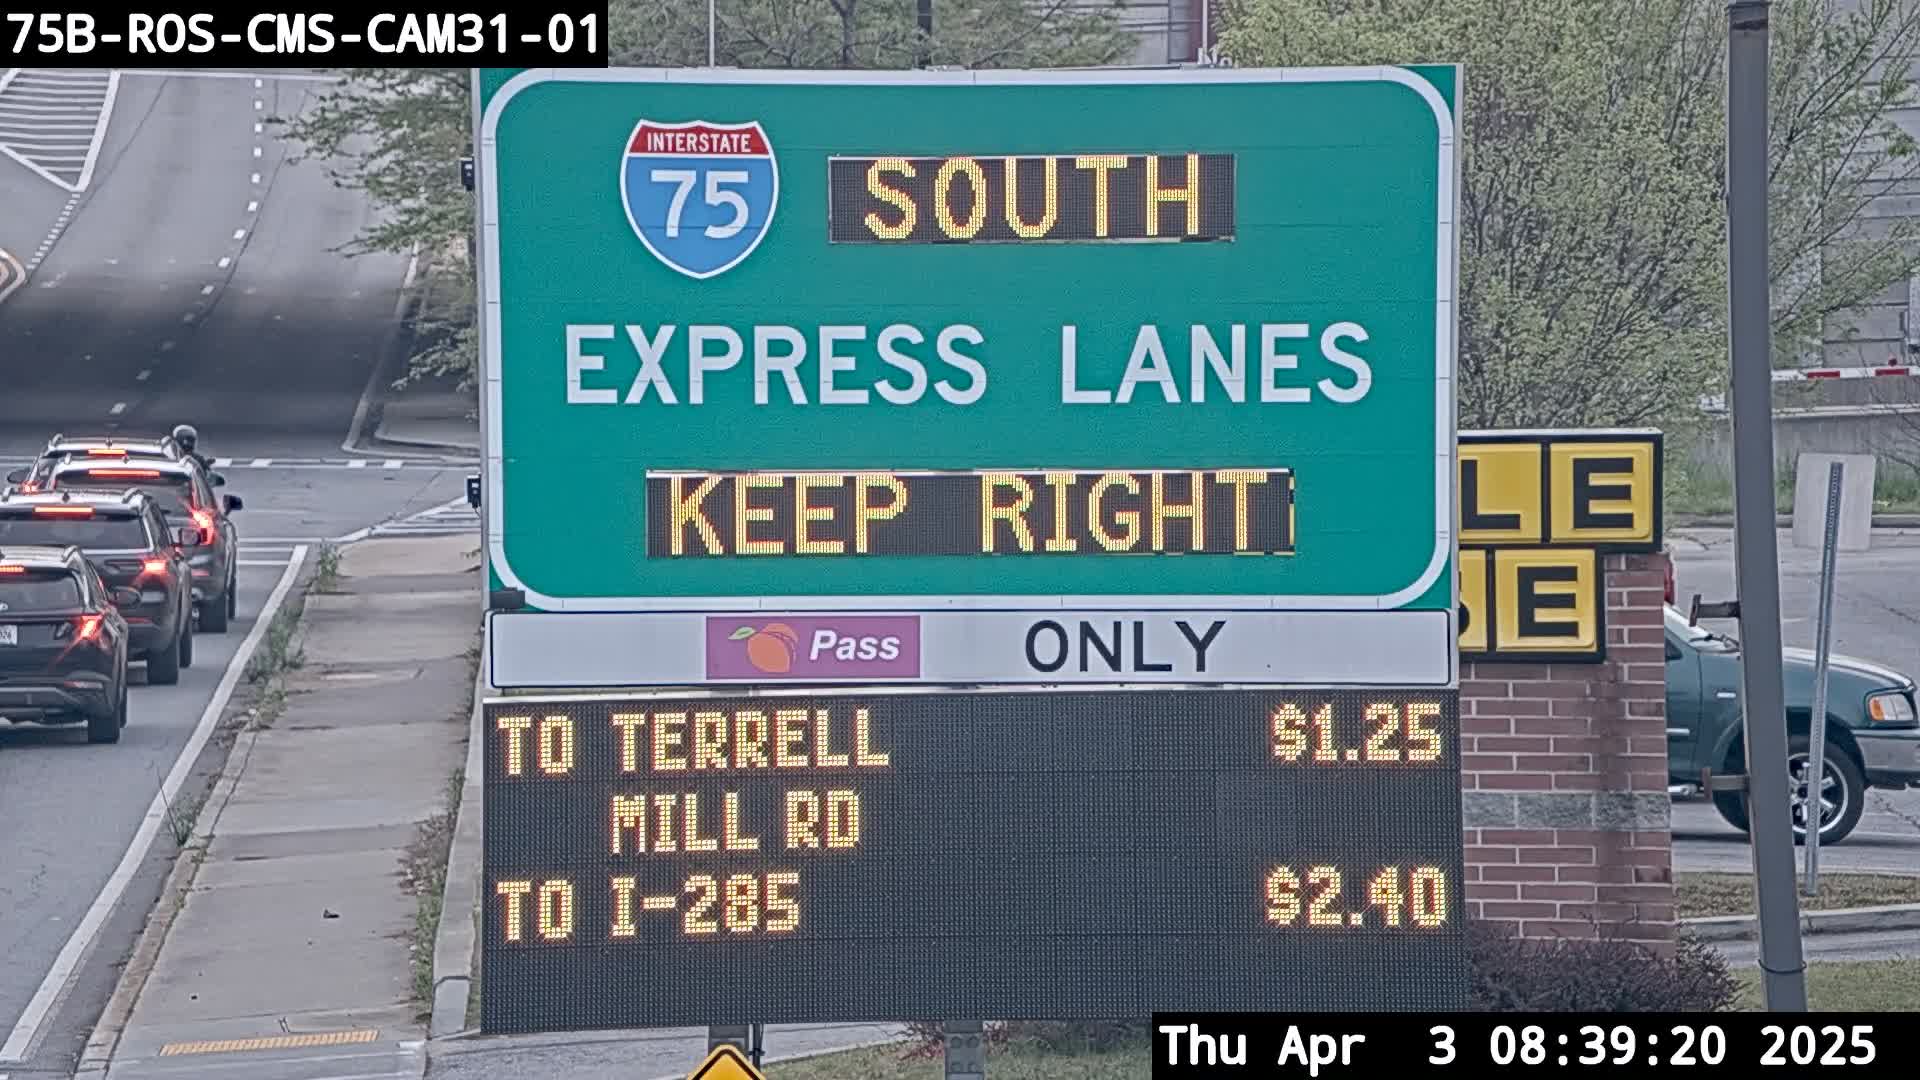 75B-ROS-CMS-CAM31-01
INTERSTATE
75
SOUTH
EXPRESS LANES
KEEP RIGHT
LE
E
Pass ONLY
TO TERRELL $1.25
MILL RD
TO I-285 $2.40
Thu Apr 3 08:39:20 2025